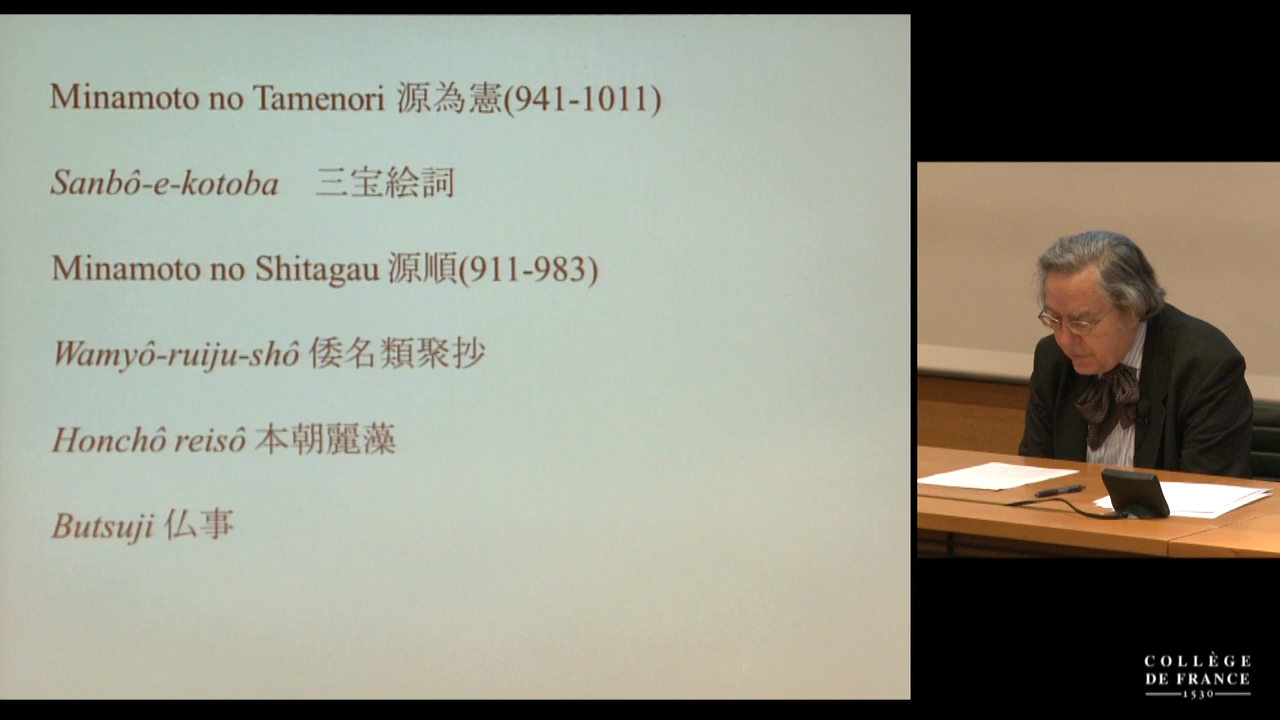 Minamoto no Tamenori 源為憲(941-1011)
Sanbô-e-kotoba 三宝絵詞
Minamoto no Shitagau 源順(911-983)
Wamyô-ruiju-shô 倭名類聚抄
Honchô reisô 本朝麗藻
Butsuji 仏事
COLLÈGE
DE FRANCE
1530